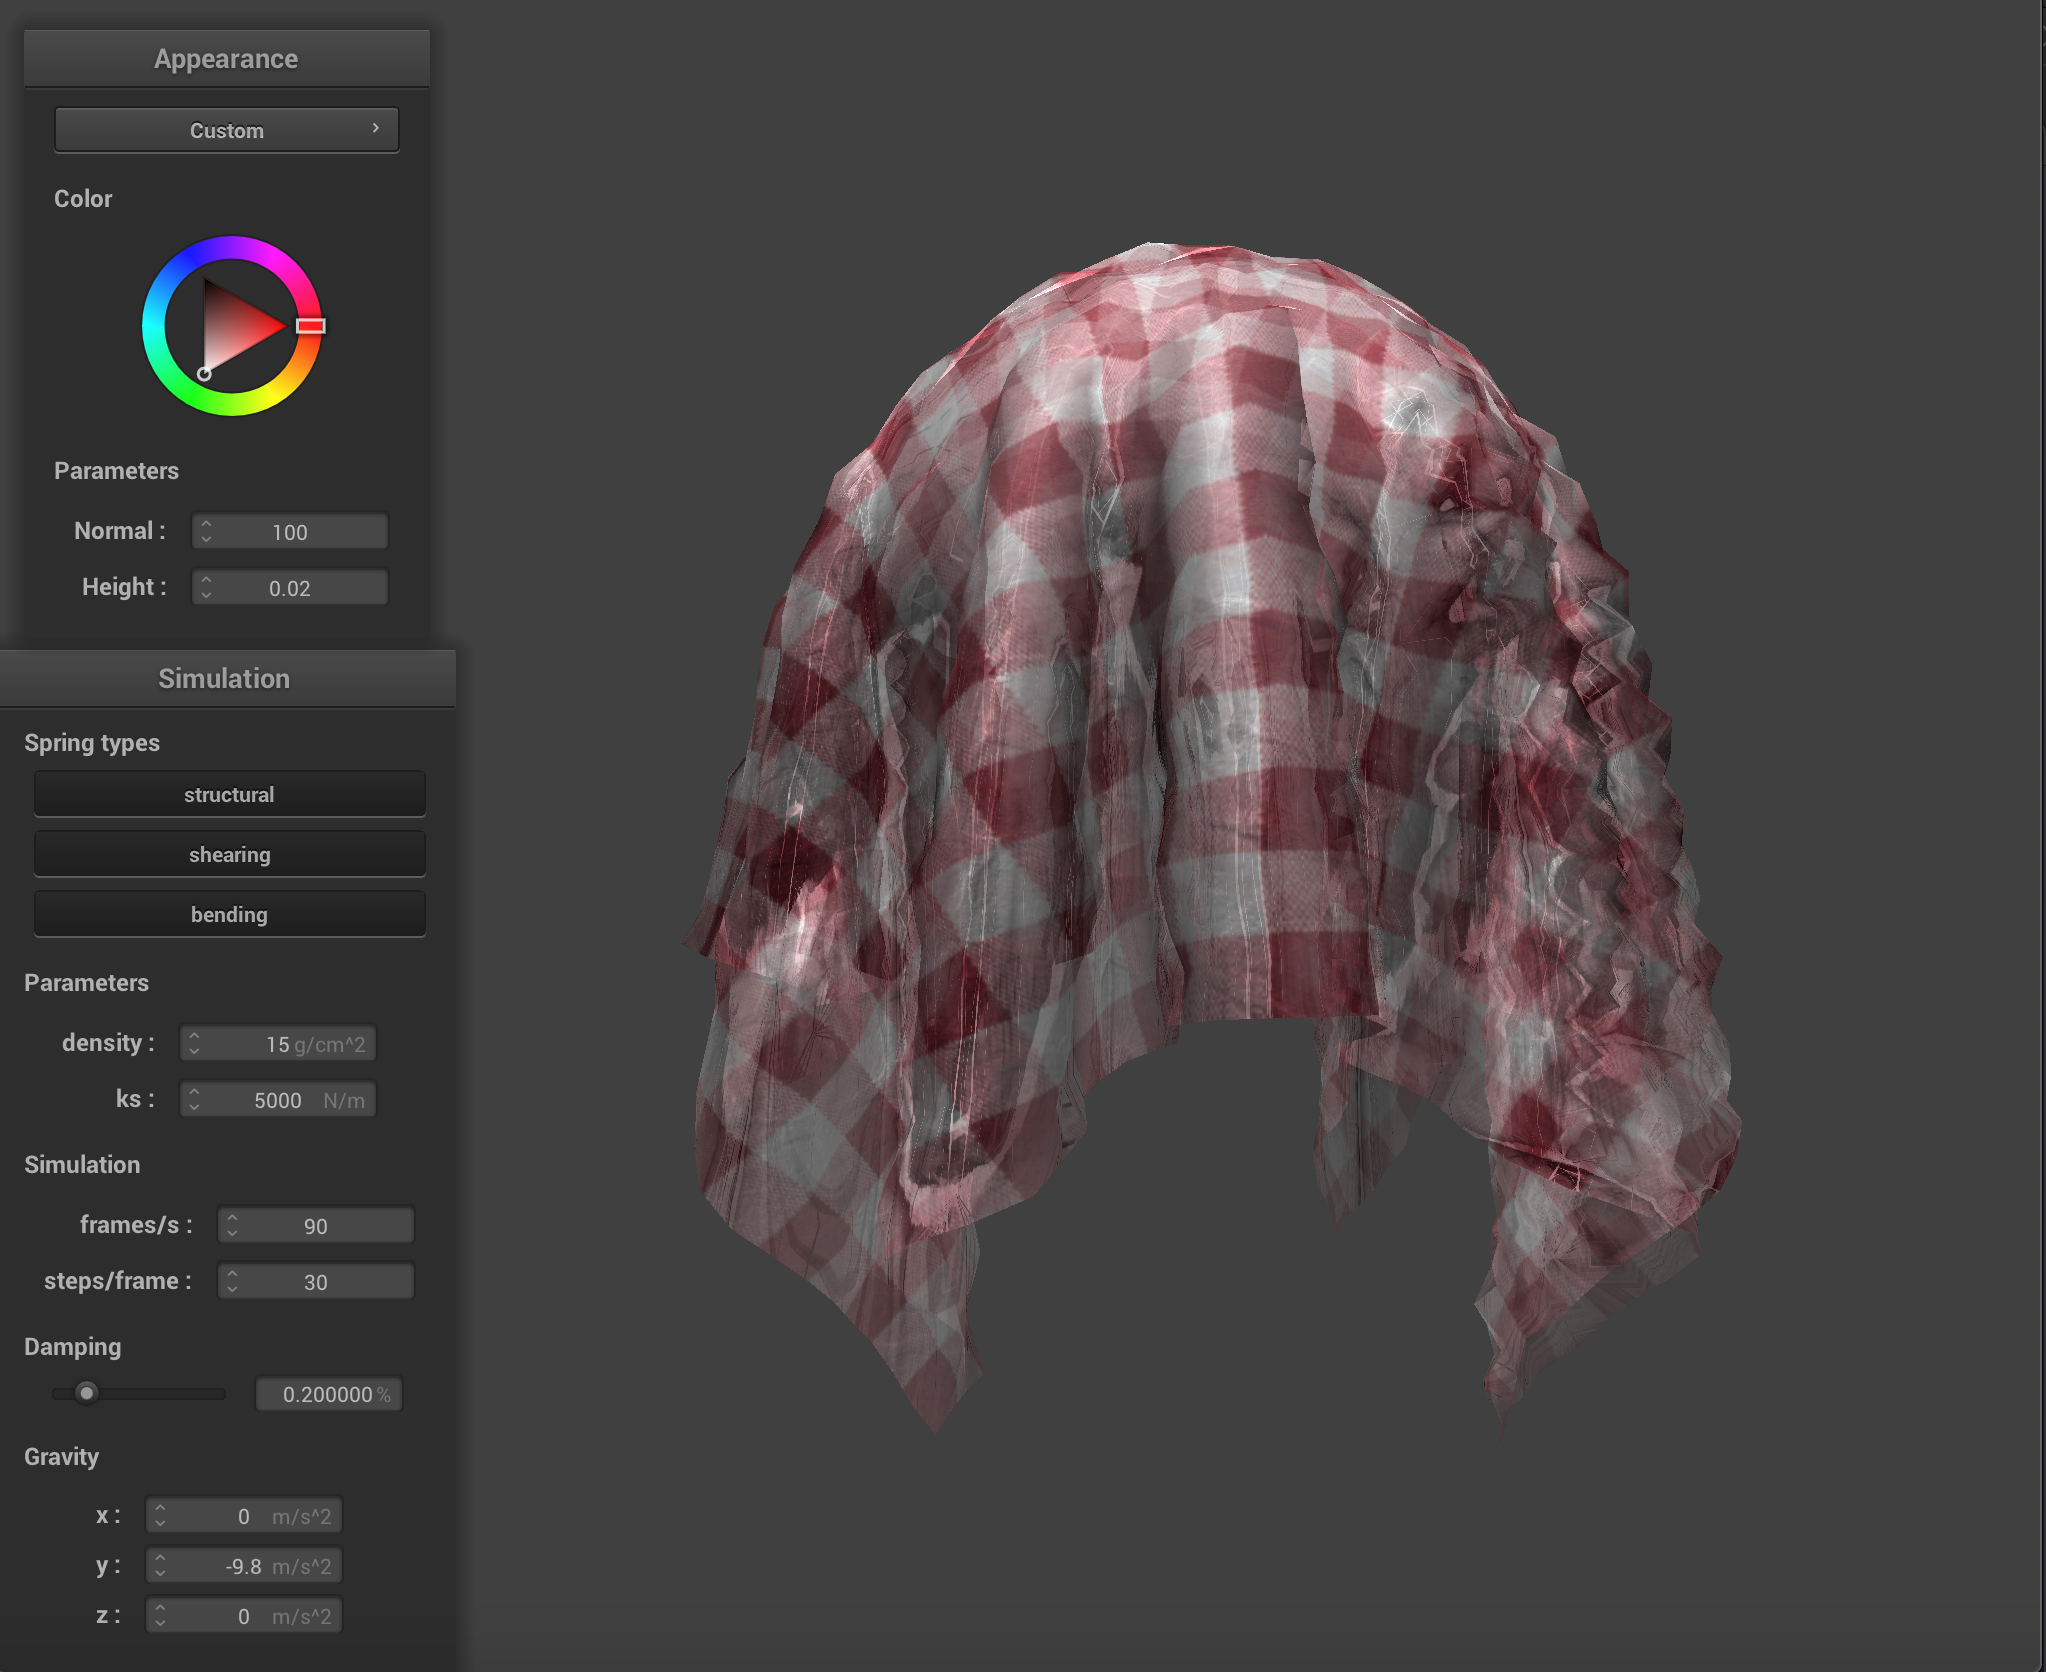 Appearance
Custom
Color
Parameters
Normal : 100
Height : 0.02
Simulation
Spring types
structural
shearing
bending
Parameters
density : 15 g/cm^2
ks : 5000 N/m
Simulation
frames/s : 90
steps/frame : 30
Damping
0.200000 %
Gravity
x : 0 m/s^2
y : -9.8 m/s^2
z : 0 m/s^2